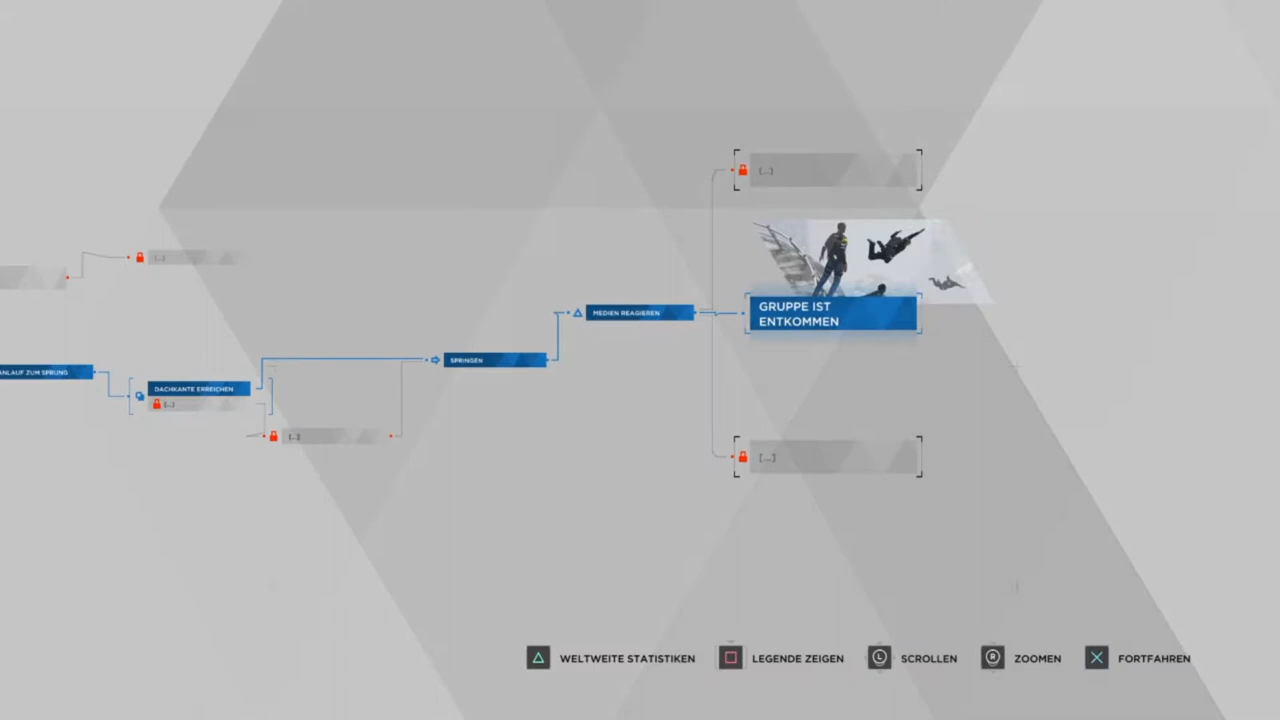 [...]
[...]
GRUPPE IST
ENTKOMMEN
MEDIEN REAGIEREN
SPRINGEN
ANLAUF ZUM SPRUNG
DACHKANTE ERREICHEN
[...]
[...]
[...]
WELTWEITE STATISTIKEN
LEGENDE ZEIGEN
L SCROLLEN
R ZOOMEN
FORTFAHREN